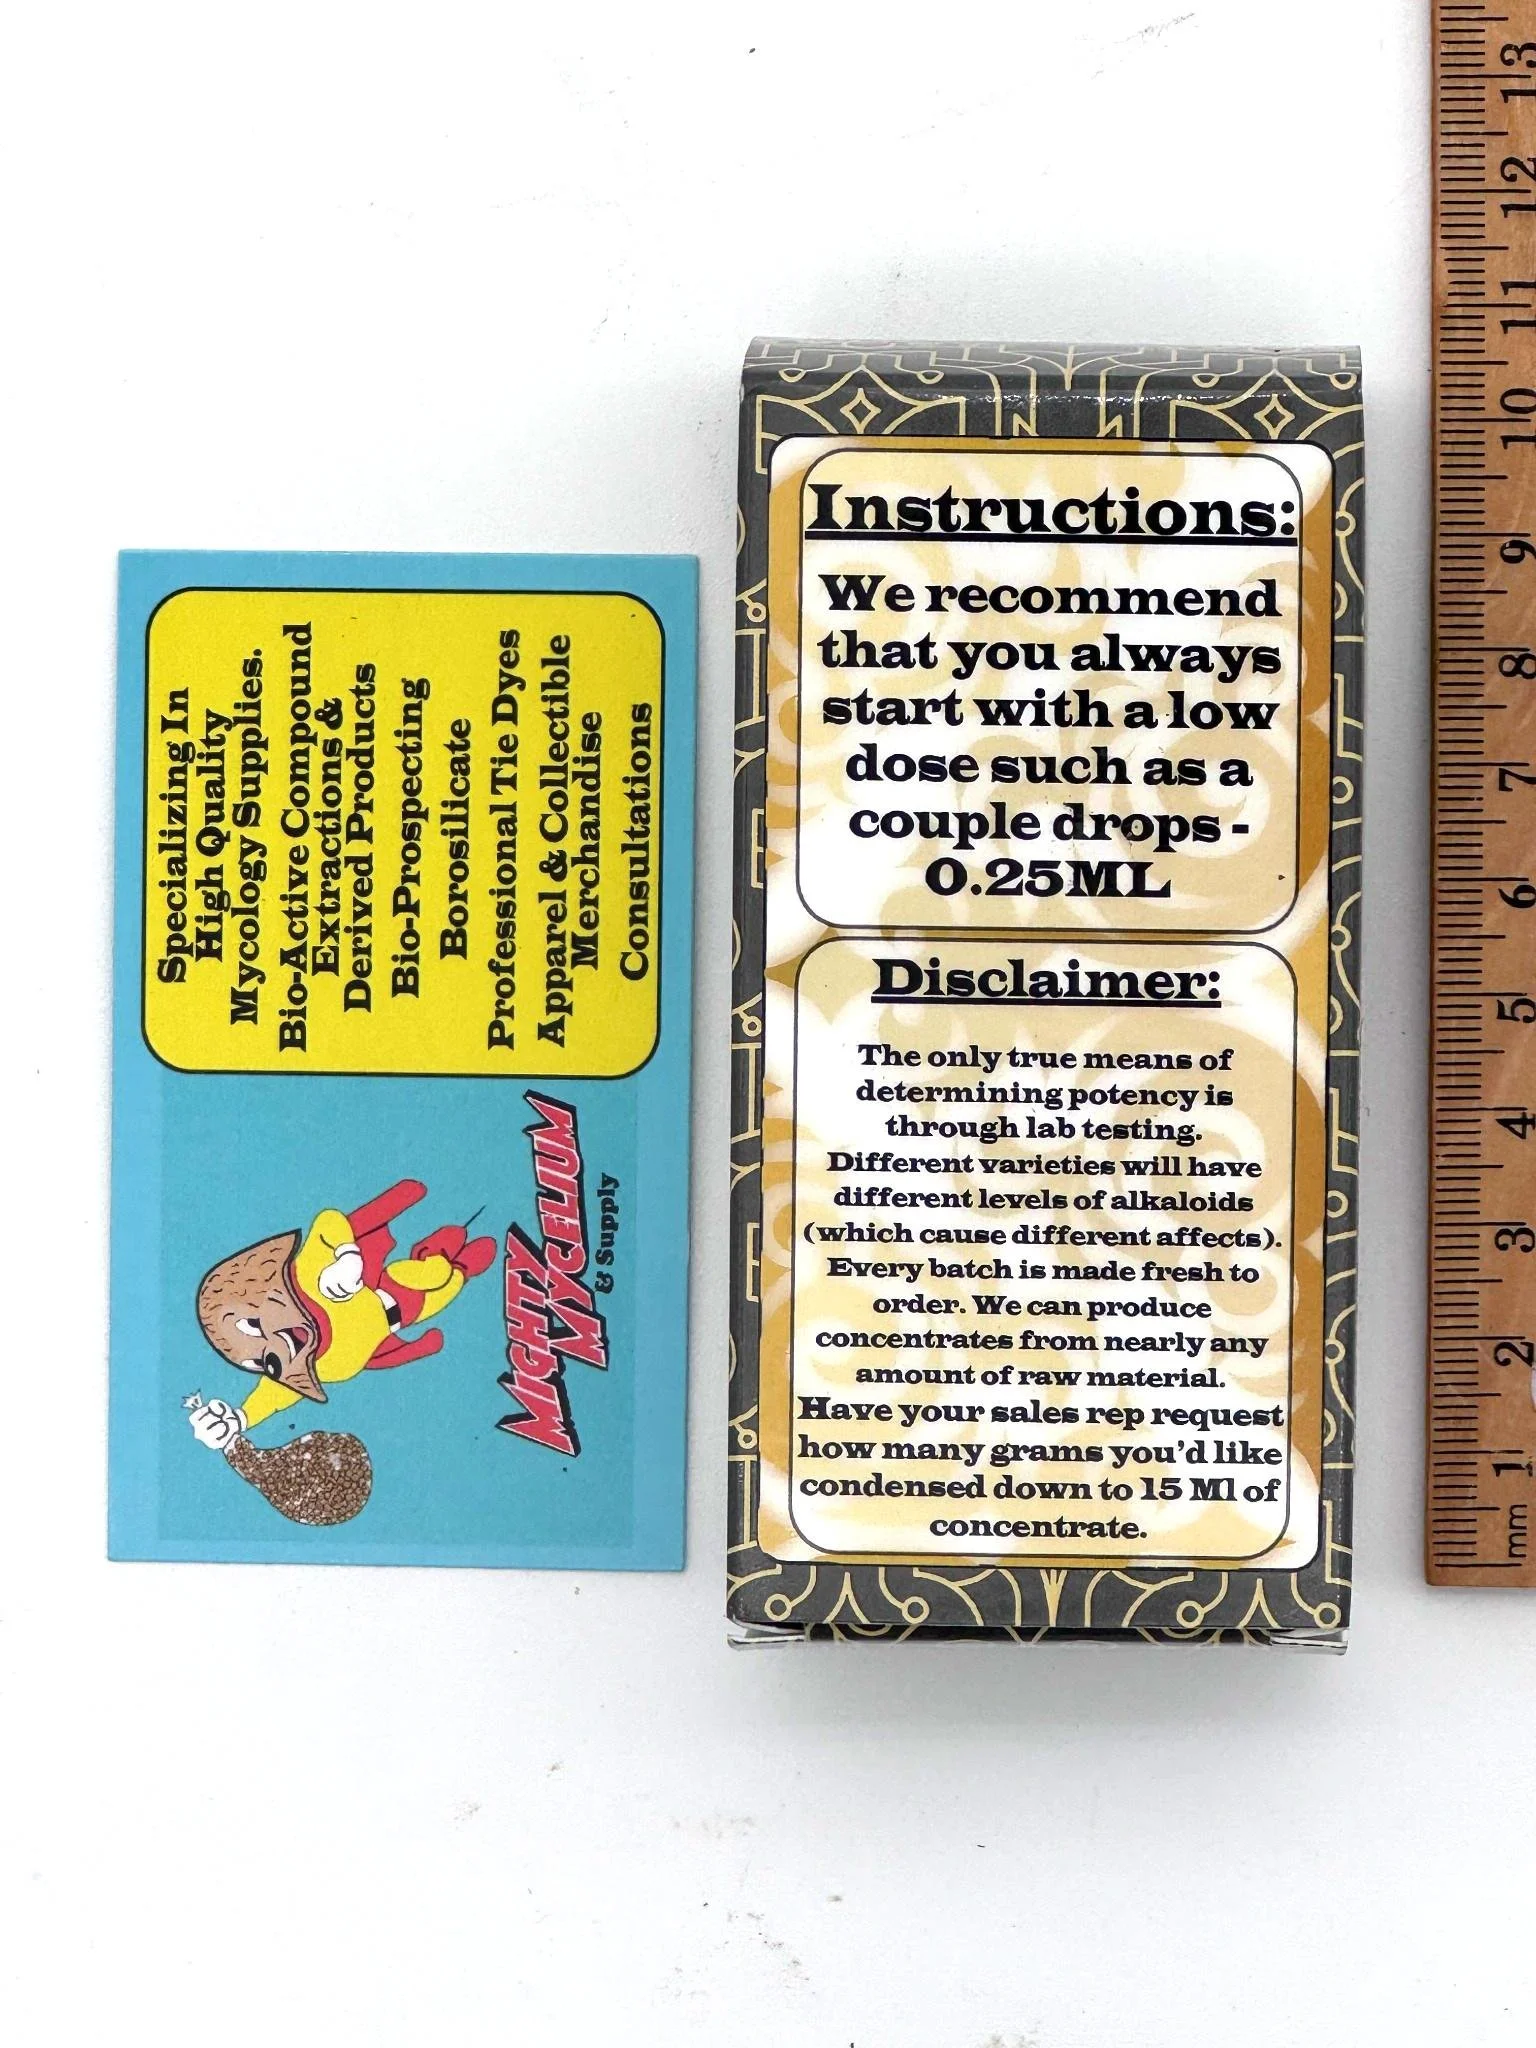 Specializing In
High Quality
Mycology Supplies.
Bio-Active Compound
Extractions &
Derived Products
Bio-Prospecting
Borosilicate
Professional Tie Dyes
Apparel & Collectible
Merchandise
Consultations
MIGHTY
MYCELIUM
& Supply
Instructions:
We recommend
that you always
start with a low
dose such as a
couple drops -
0.25ML
Disclaimer:
The only true means of
determining potency is
through lab testing.
Different varieties will have
different levels of alkaloids
(which cause different affects).
Every batch is made fresh to
order. We can produce
concentrates from nearly any
amount of raw material.
Have your sales rep request
how many grams you'd like
condensed down to 15 Ml of
concentrate.
13
12
11
10
9
8
7
6
5
4
3
2
1
mm